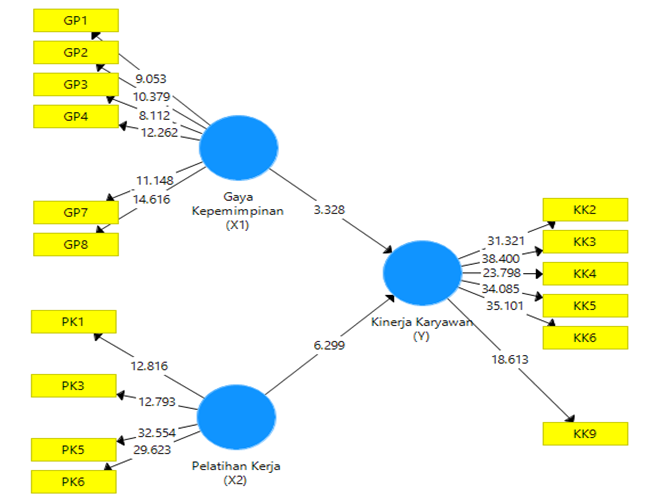 GP1
GP2
GP3
GP4
GP7
GP8
9.053
10.379
8.112
12.262
11.148
14.616
Gaya
Kepemimpinan
(X1)
3.328
PK1
PK3
PK5
PK6
12.816
12.793
32.554
29.623
Pelatihan Kerja
(X2)
6.299
Kinerja Karyawan
(Y)
31.321
38.400
23.798
34.085
35.101
18.613
KK2
KK3
KK4
KK5
KK6
KK9